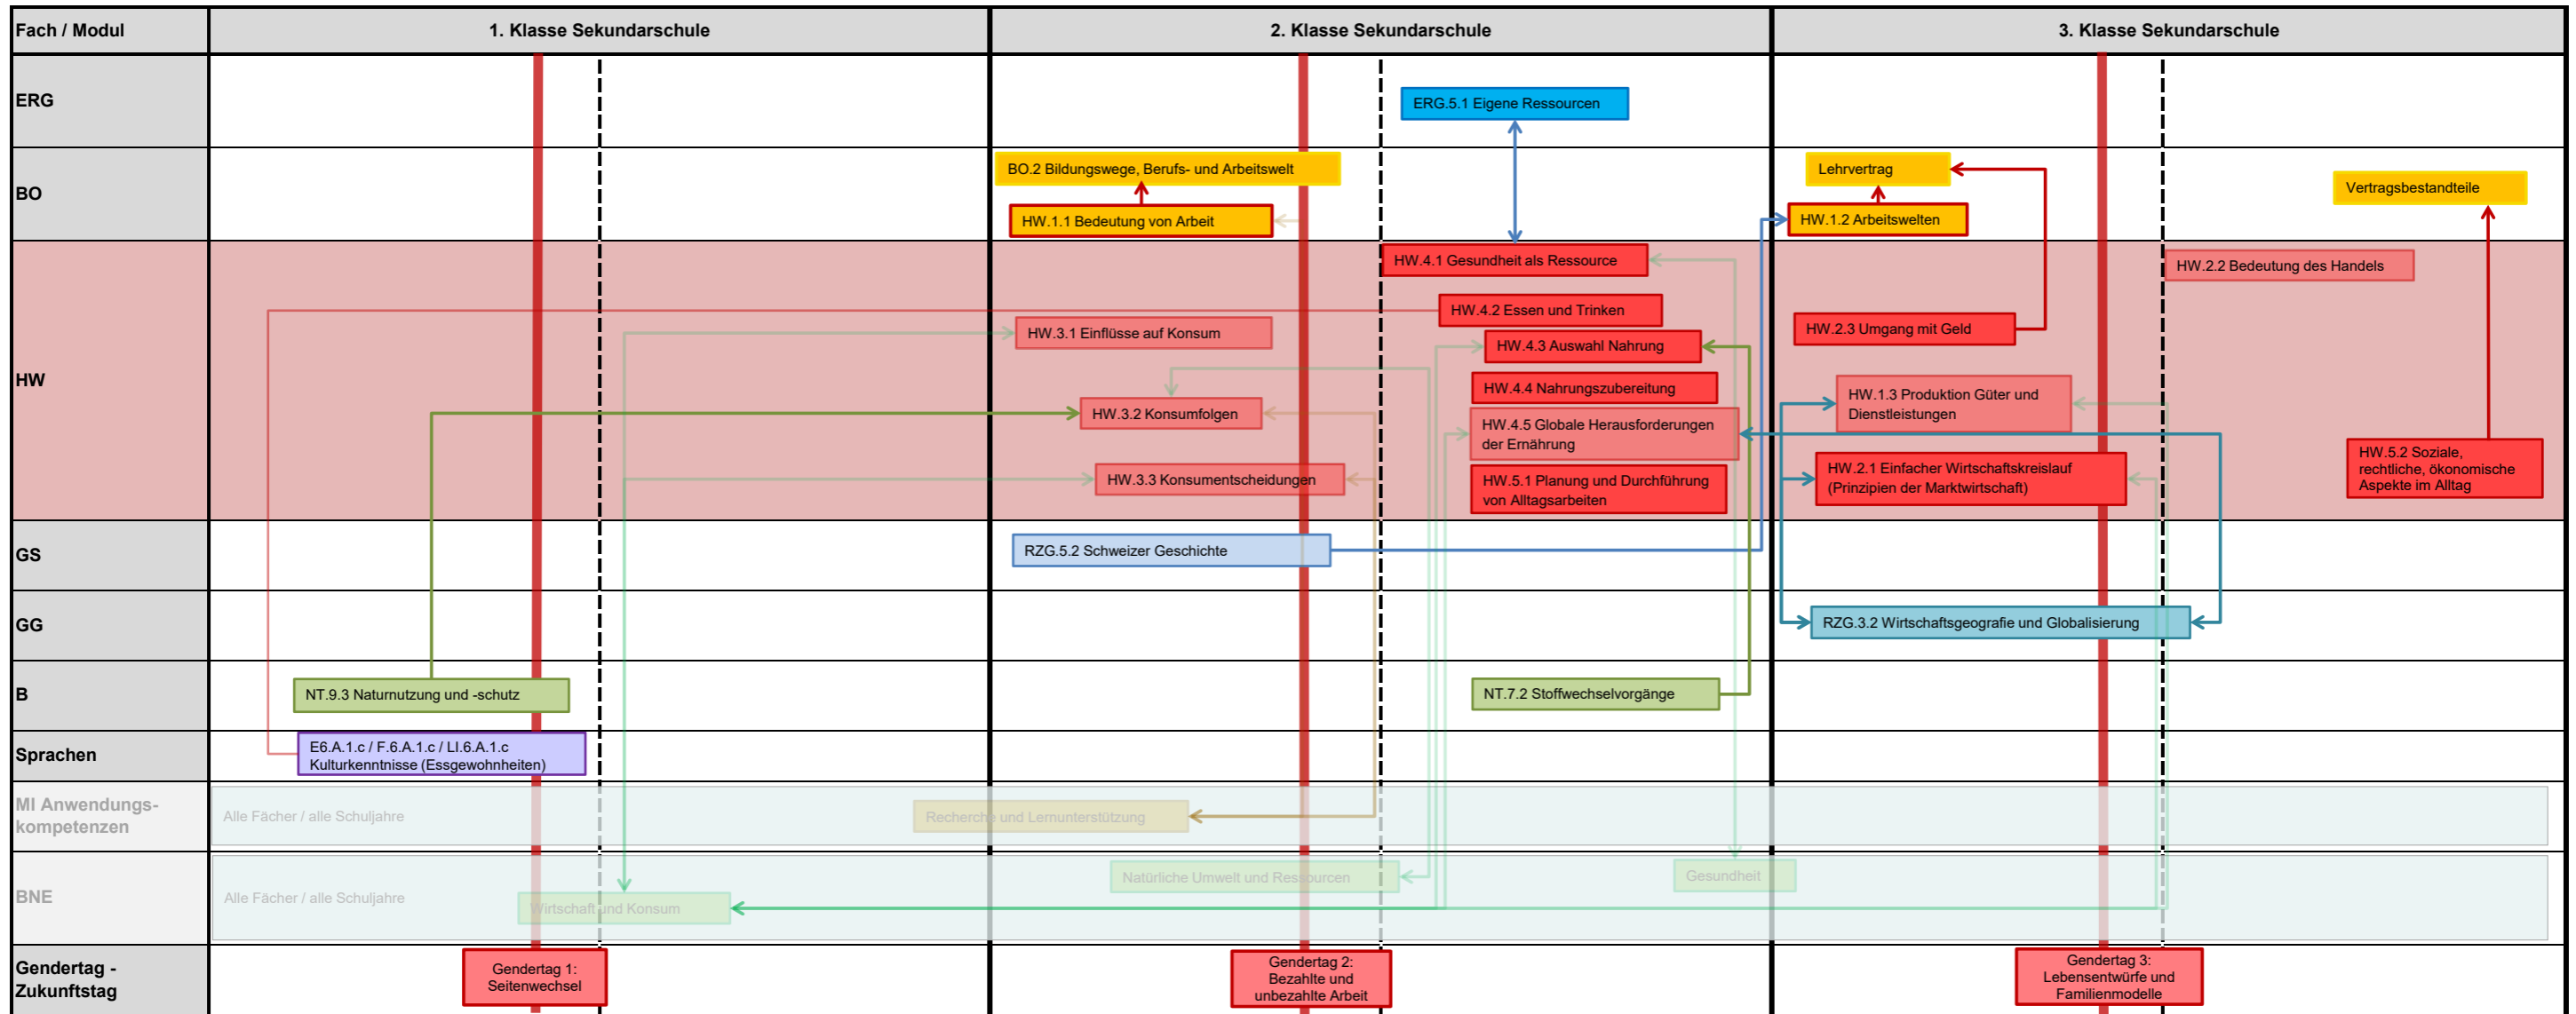 Fach / Modul
1. Klasse Sekundarschule
2. Klasse Sekundarschule
3. Klasse Sekundarschule
ERG
ERG.5.1 Eigene Ressourcen
BO
BO.2 Bildungswege, Berufs- und Arbeitswelt
HW.1.1 Bedeutung von Arbeit
Lehrvertrag
HW.1.2 Arbeitswelten
Vertragsbestandteile
HW
HW.3.1 Einflüsse auf Konsum
HW.3.2 Konsumfolgen
HW.3.3 Konsumentscheidungen
HW.4.1 Gesundheit als Ressource
HW.4.2 Essen und Trinken
HW.4.3 Auswahl Nahrung
HW.4.4 Nahrungszubereitung
HW.4.5 Globale Herausforderungen
der Ernährung
HW.5.1 Planung und Durchführung
von Alltagsarbeiten
HW.2.3 Umgang mit Geld
HW.1.3 Produktion Güter und
Dienstleistungen
HW.2.1 Einfacher Wirtschaftskreislauf
(Prinzipien der Marktwirtschaft)
HW.2.2 Bedeutung des Handels
HW.5.2 Soziale,
rechtliche, ökonomische
Aspekte im Alltag
GS
RZG.5.2 Schweizer Geschichte
GG
RZG.3.2 Wirtschaftsgeografie und Globalisierung
B
NT.9.3 Naturnutzung und -schutz
NT.7.2 Stoffwechselvorgänge
Sprachen
E6.A.1.c / F.6.A.1.c / LI.6.A.1.c
Kulturkenntnisse (Essgewohnheiten)
MI Anwendungs-
kompetenzen
Alle Fächer / alle Schuljahre
Recherche und Lernunterstützung
BNE
Alle Fächer / alle Schuljahre
Wirtschaft und Konsum
Natürliche Umwelt und Ressourcen
Gesundheit
Gendertag -
Zukunftstag
Gendertag 1:
Seitenwechsel
Gendertag 2:
Bezahlte und
unbezahlte Arbeit
Gendertag 3:
Lebensentwürfe und
Familienmodelle